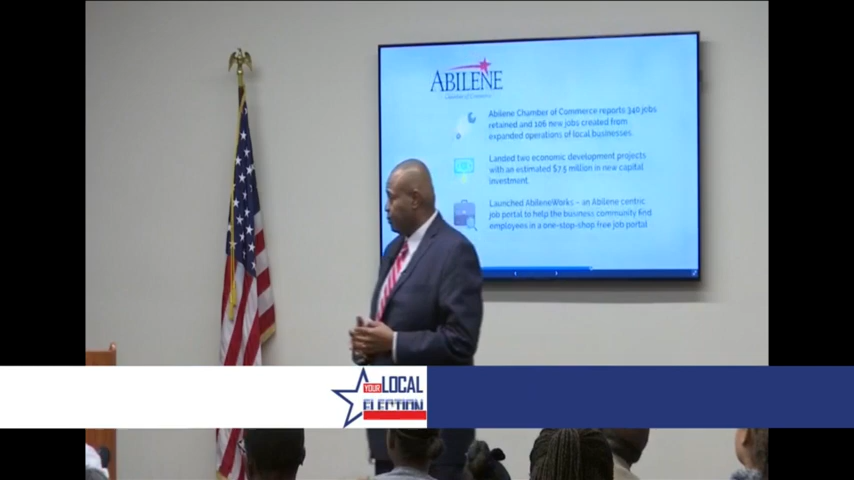 ABILENE
Chamber of Commerce
Abilene Chamber of Commerce reports 340 jobs
retained and 106 new jobs created from
expanded operations of local businesses.
Landed two economic development projects
with an estimated $7.5 million in new capital
investment.
Launched AbileneWorks – an Abilene centric
job portal to help the business community find
employees in a one-stop-shop free job portal
YOUR LOCAL
ELECTION